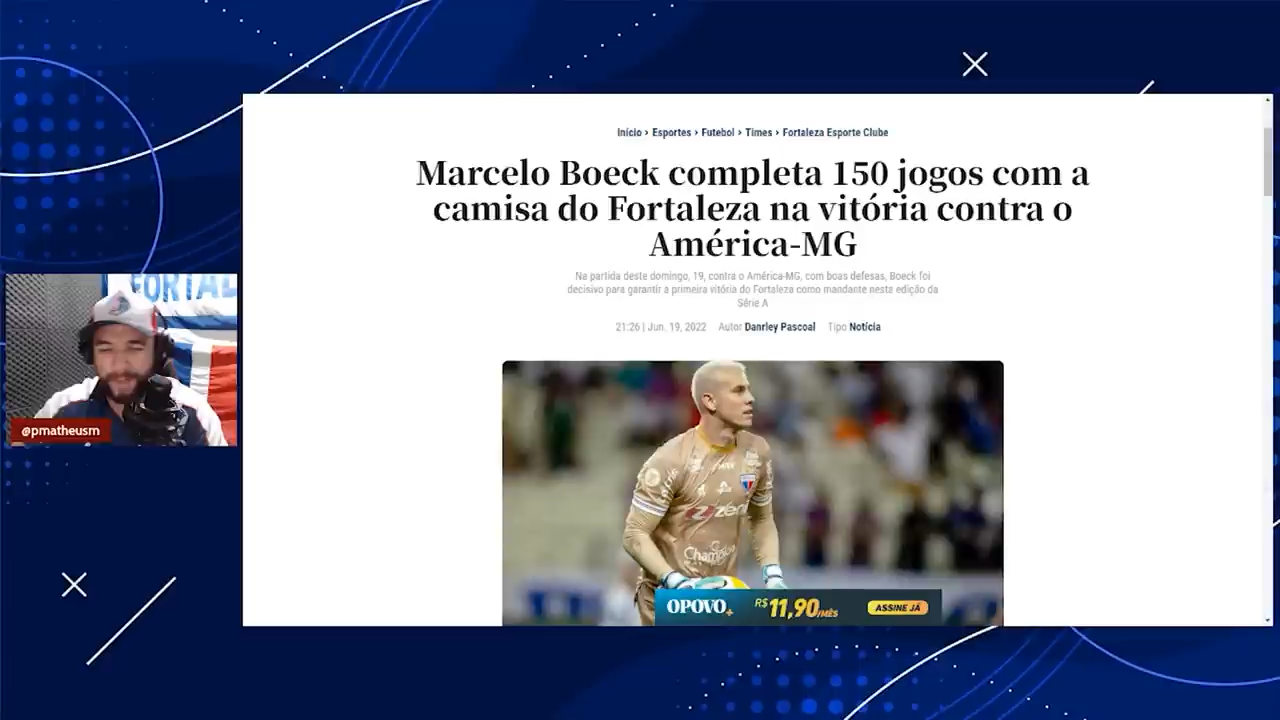 Início › Esportes › Futebol › Times › Fortaleza Esporte Clube
Marcelo Boeck completa 150 jogos com a
camisa do Fortaleza na vitória contra o
América-MG
Na partida deste domingo, 19, contra o América-MG, com boas defesas, Boeck foi
decisivo para garantir a primeira vitória do Fortaleza como mandante nesta edição da
Série A
21:26 | Jun. 19, 2022 Autor Danrley Pascoal Tipo Notícia
FORTAL
@pmatheusm
OPOVO+ R$ 11,90/MÊS ASSINE JÁ